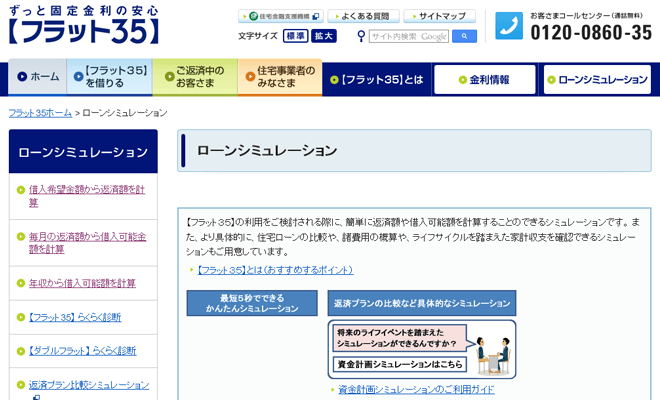 ずっと固定金利の安心
【フラット35】
住宅金融支援機構
よくある質問
サイトマップ
文字サイズ 標準 拡大
サイト内検索 Google
お客さまコールセンター（通話無料）
0120-0860-35
ホーム
【フラット35】
を借りる
ご返済中の
お客さま
住宅事業者の
みなさま
【フラット35】とは
金利情報
ローンシミュレーション
フラット35ホーム > ローンシミュレーション
ローンシミュレーション
借入希望金額から返済額を計
算
毎月の返済額から借入可能金
額を計算
年収から借入可能額を計算
【フラット35】らくらく診断
【ダブルフラット】らくらく診断
返済プラン比較シミュレーション
ローンシミュレーション
【フラット35】の利用をご検討される際に、簡単に返済額や借入可能額を計算することのできるシミュレーションです。ま
た、より具体的に、住宅ローンの比較や、諸費用の概算や、ライフサイクルを踏まえた家計収支を確認できるシミュレー
ションもご用意しています。
【フラット35】とは（おすすめするポイント）
最短5秒でできる
かんたんシミュレーション
返済プランの比較など具体的なシミュレーション
将来のライフイベントを踏まえた
シミュレーションができるんですか？
資金計画シミュレーションはこちら
資金計画シミュレーションのご利用ガイド